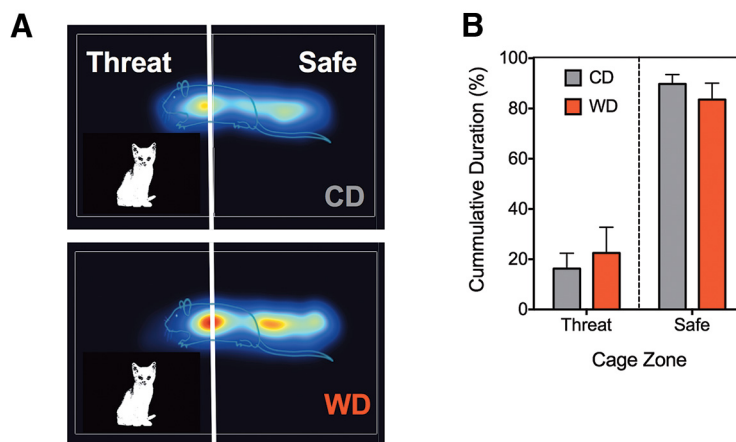 A
Threat Safe
CD
WD
B
Cummulative Duration (%)
100
80
60
40
20
0
CD
WD
Threat Safe
Cage Zone